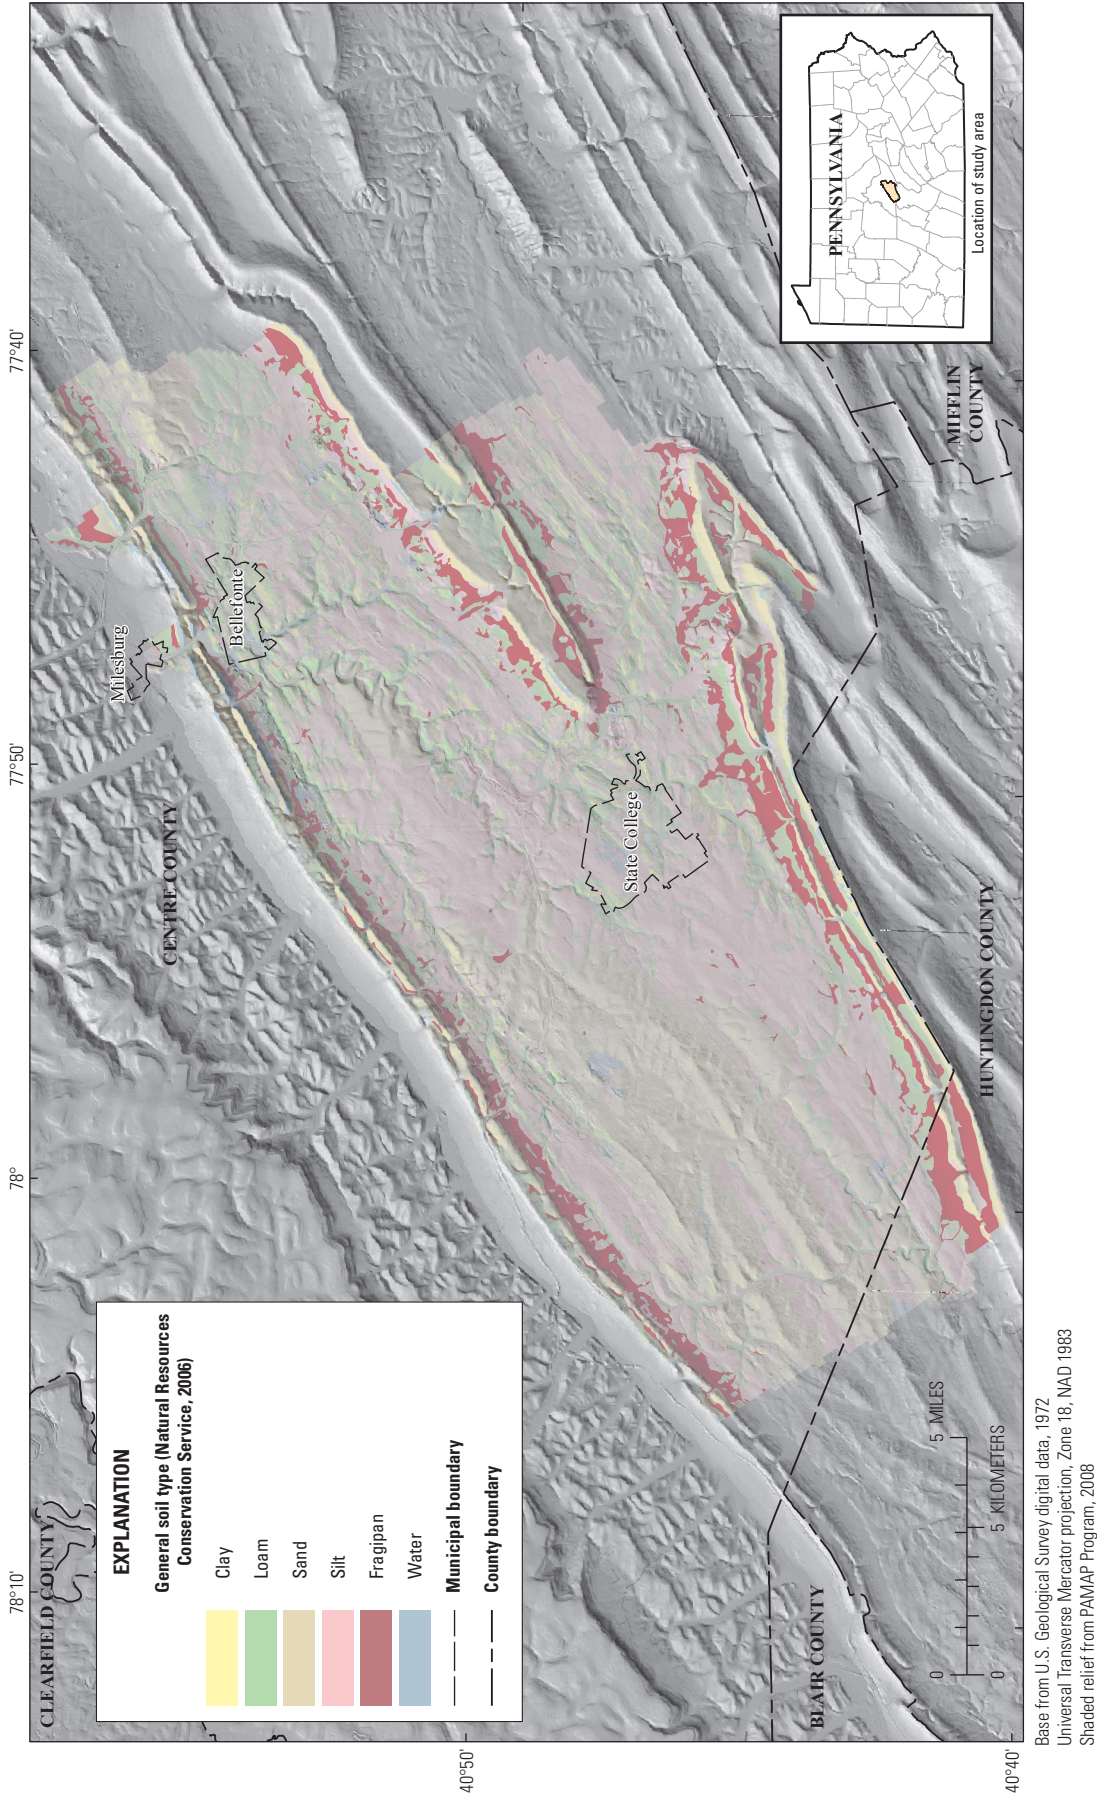 CLEARFIELD COUNTY
CENTRE COUNTY
Milesburg
Bellefonte
State College
HUNTINGDON COUNTY
BLAIR COUNTY
MIFFLIN
COUNTY
PENNSYLVANIA
Location of study area
EXPLANATION
General soil type (Natural Resources
Conservation Service, 2006)
Clay
Loam
Sand
Silt
Fragipan
Water
Municipal boundary
County boundary
78°10'
78°
77°50'
77°40'
40°50'
40°40'
0
5 MILES
0
5 KILOMETERS
Base from U.S. Geological Survey digital data, 1972
Universal Transverse Mercator projection, Zone 18, NAD 1983
Shaded relief from PAMAP Program, 2008